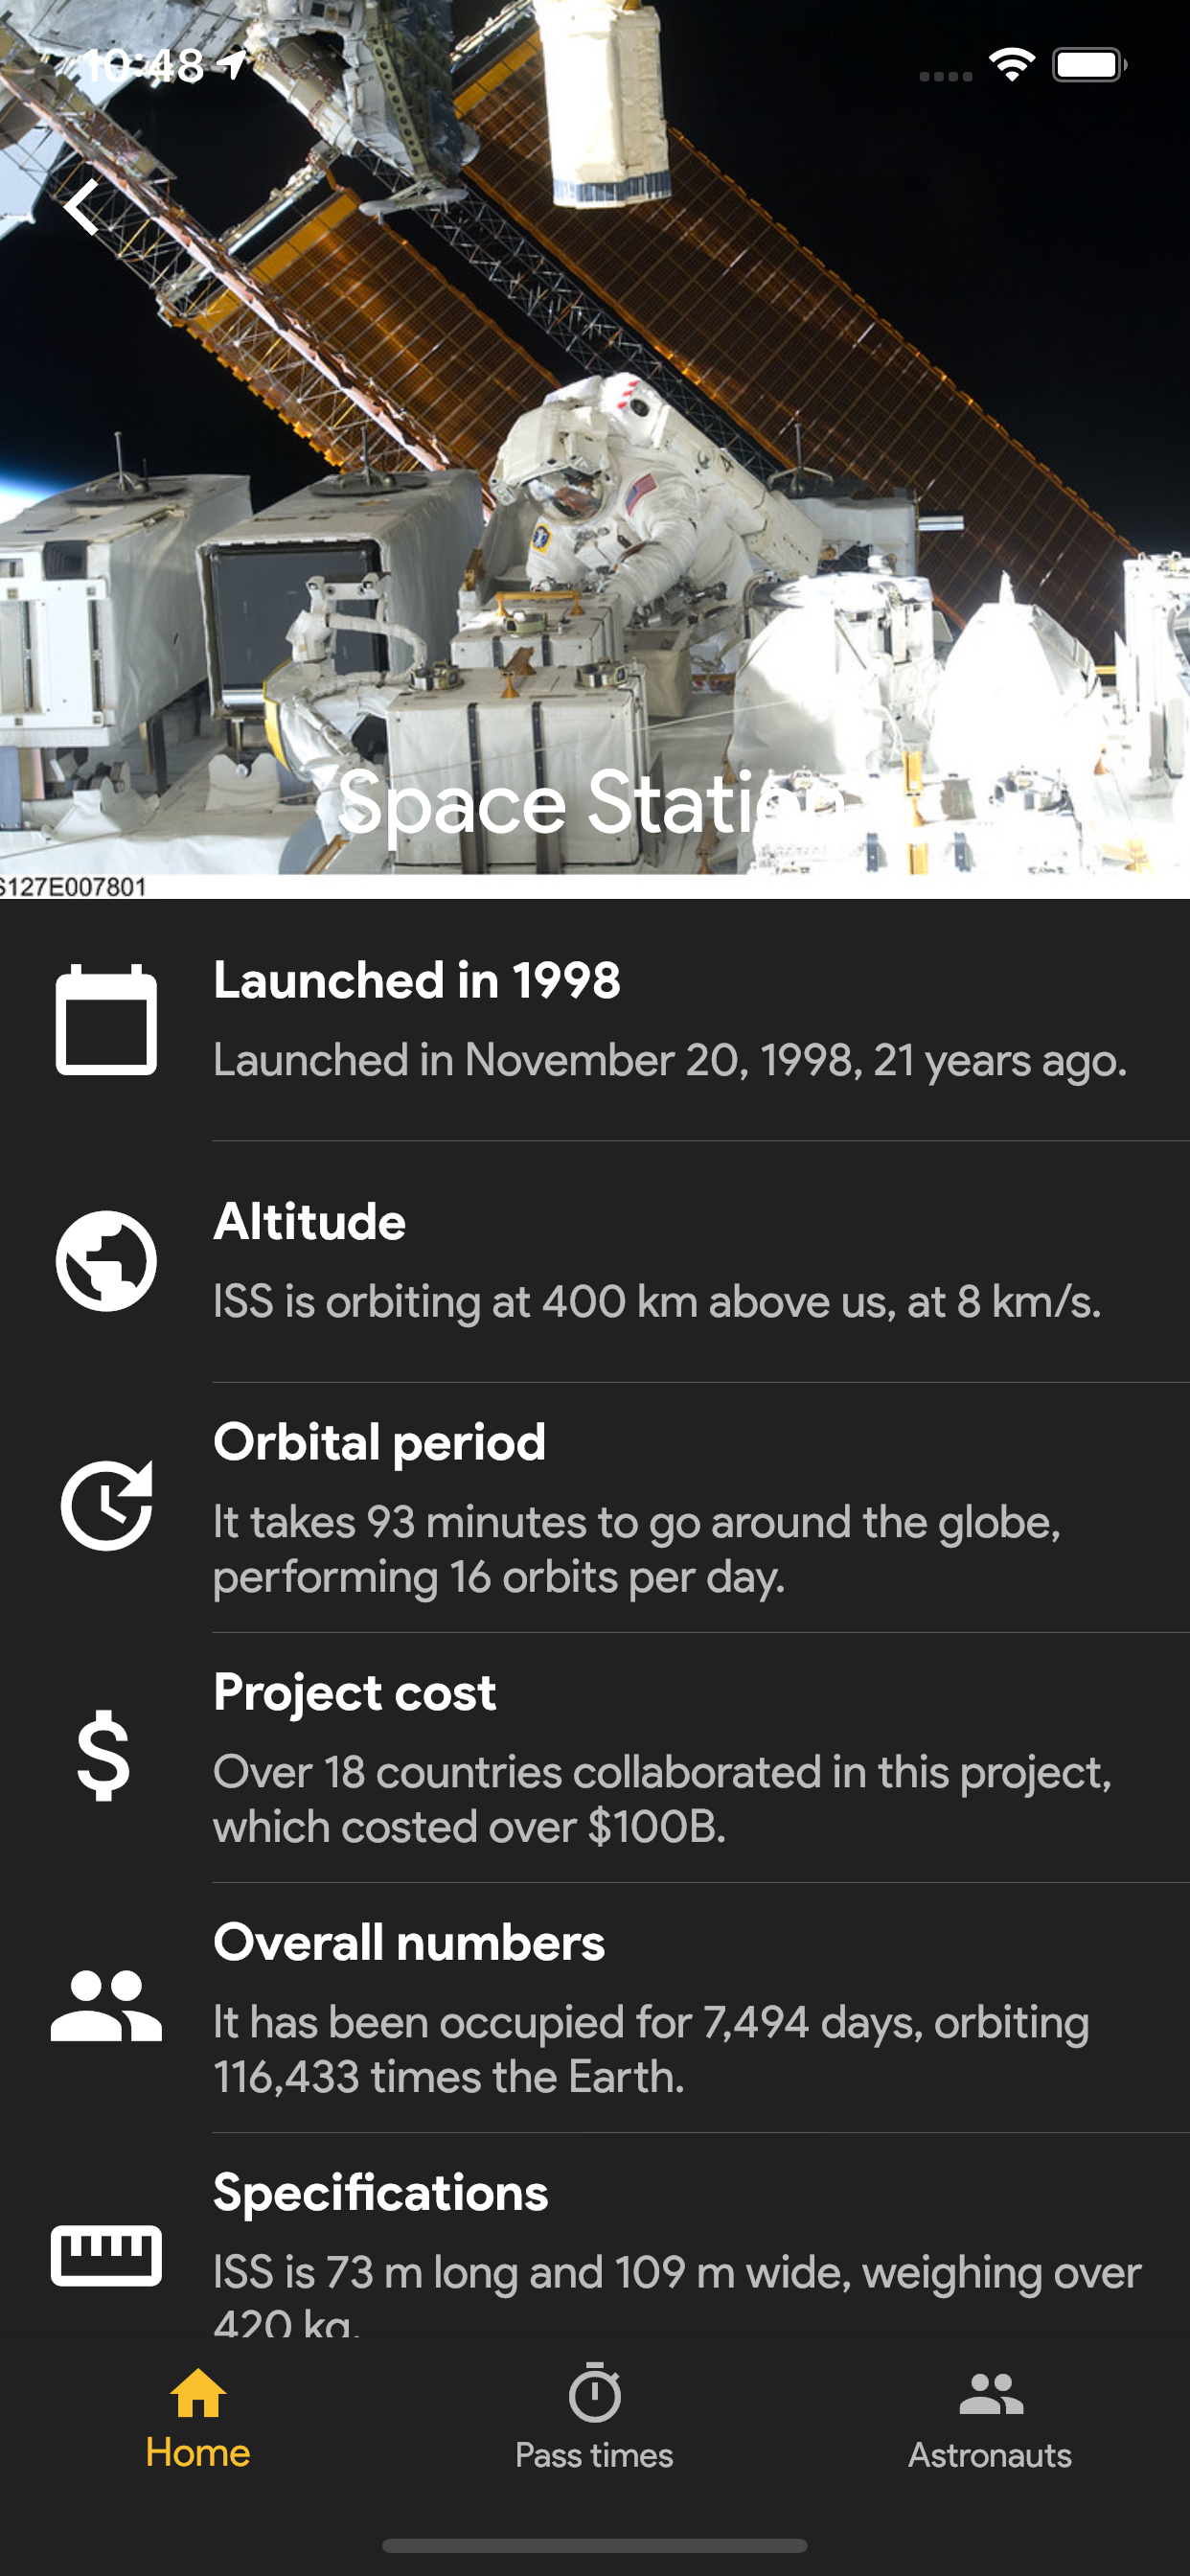 10:48
Space Station
S127E007801
Launched in 1998
Launched in November 20, 1998, 21 years ago.
Altitude
ISS is orbiting at 400 km above us, at 8 km/s.
Orbital period
It takes 93 minutes to go around the globe,
performing 16 orbits per day.
Project cost
Over 18 countries collaborated in this project,
which costed over $100B.
Overall numbers
It has been occupied for 7,494 days, orbiting
116,433 times the Earth.
Specifications
ISS is 73 m long and 109 m wide, weighing over
420 kg.
Home
Pass times
Astronauts